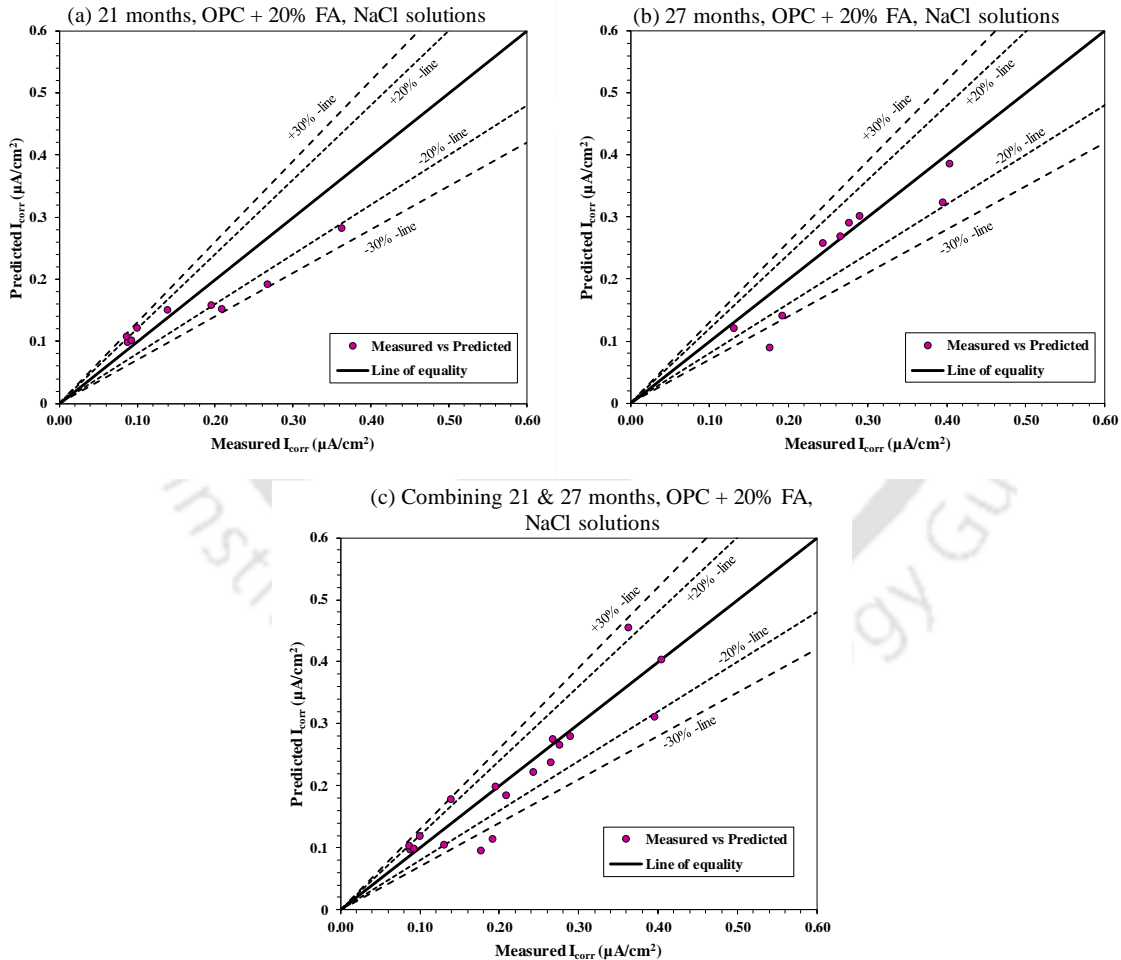 (a) 21 months, OPC + 20% FA, NaCl solutions
0.6
0.5
0.4
0.3
0.2
0.1
0
Predicted Icorr (µA/cm²)
+30% -line
+20% -line
-20% -line
-30% -line
Measured vs Predicted
Line of equality
0.00 0.10 0.20 0.30 0.40 0.50 0.60
Measured Icorr (µA/cm²)
(b) 27 months, OPC + 20% FA, NaCl solutions
0.6
0.5
0.4
0.3
0.2
0.1
0
Predicted Icorr (µA/cm²)
+30% -line
+20% -line
-20% -line
-30% -line
Measured vs Predicted
Line of equality
0.00 0.10 0.20 0.30 0.40 0.50 0.60
Measured Icorr (µA/cm²)
(c) Combining 21 & 27 months, OPC + 20% FA,
NaCl solutions
0.6
0.5
0.4
0.3
0.2
0.1
0
Predicted Icorr (µA/cm²)
+30% -line
+20% -line
-20% -line
-30% -line
Measured vs Predicted
Line of equality
0.00 0.10 0.20 0.30 0.40 0.50 0.60
Measured Icorr (µA/cm²)